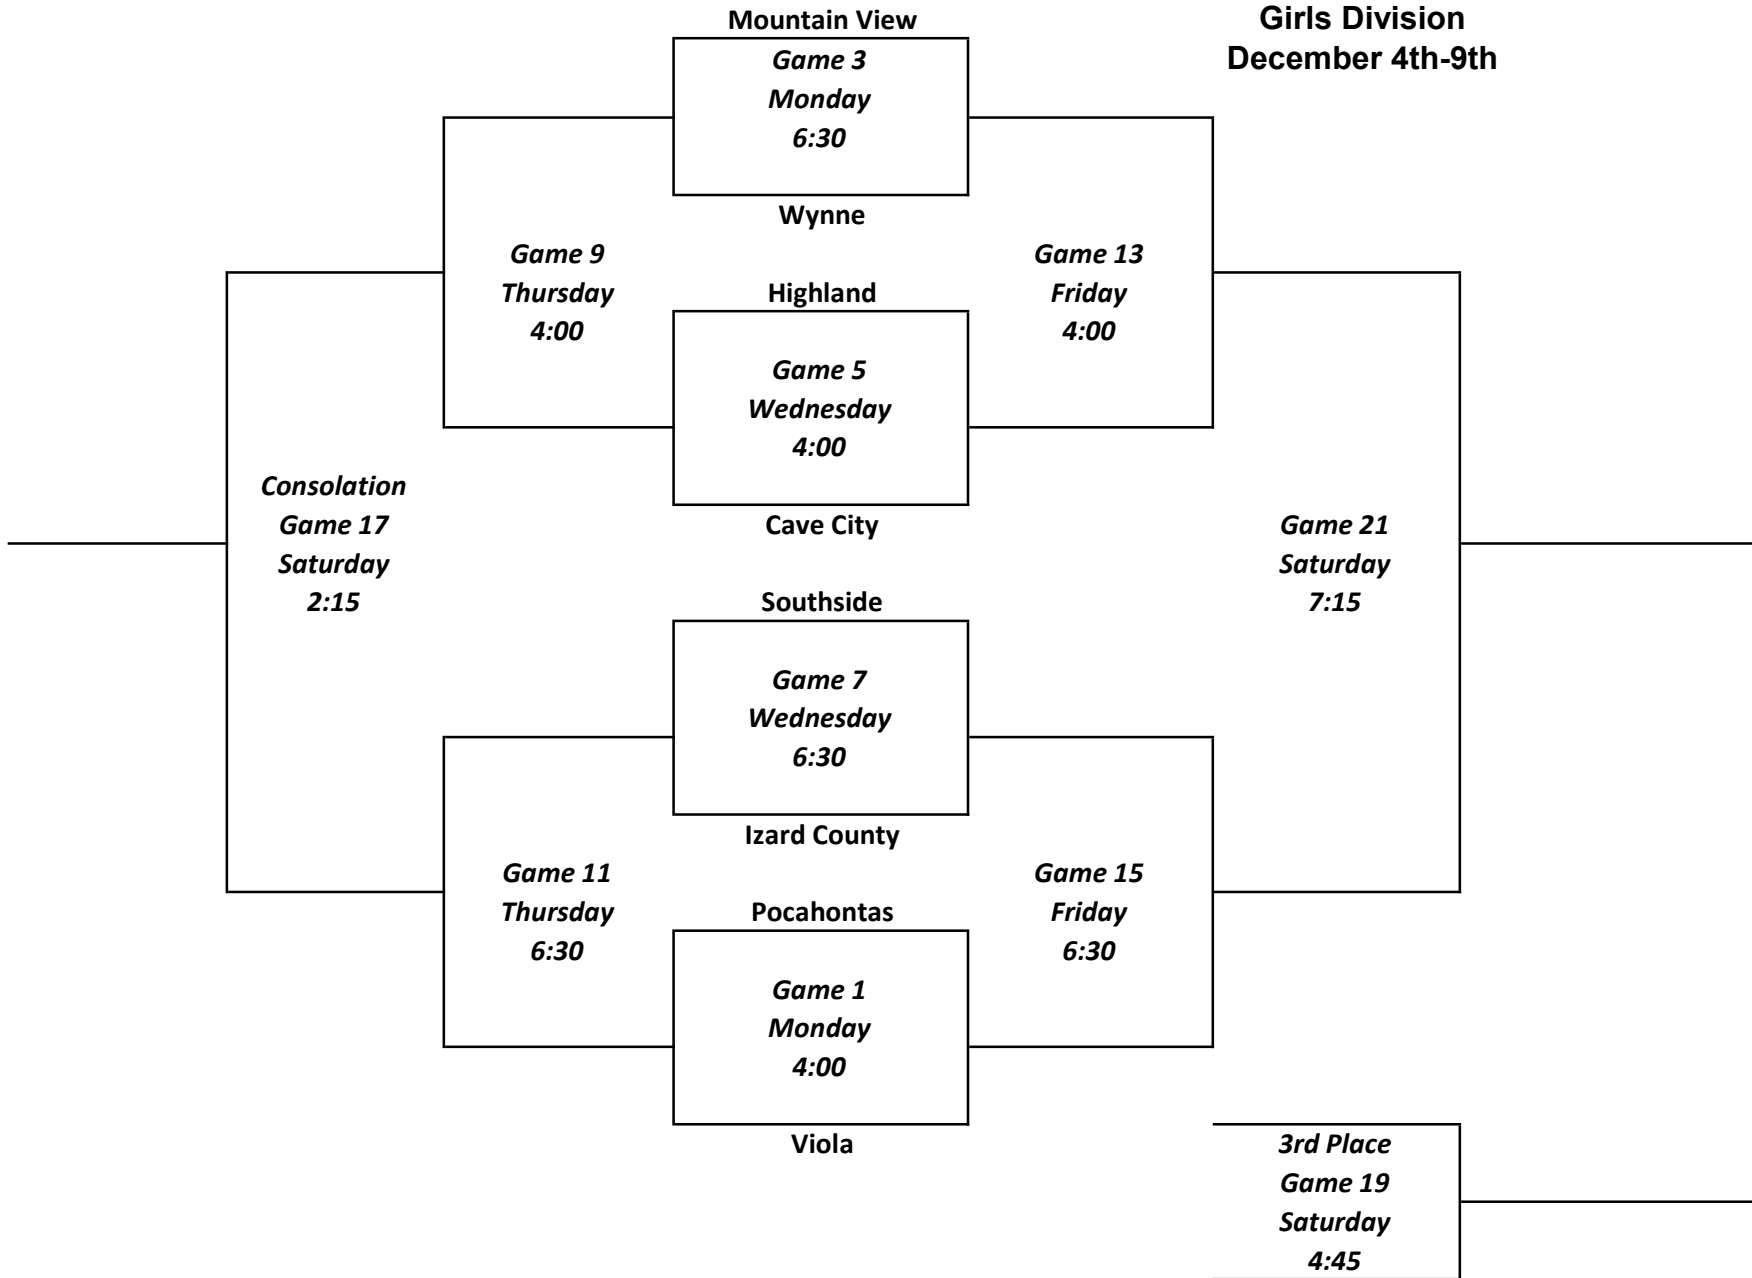 Mountain View
Girls Division
December 4th-9th
Game 3
Monday
6:30
Wynne
Game 9
Thursday
4:00
Game 13
Friday
4:00
Highland
Game 5
Wednesday
4:00
Cave City
Consolation
Game 17
Saturday
2:15
Game 21
Saturday
7:15
Southside
Game 7
Wednesday
6:30
Izard County
Game 11
Thursday
6:30
Game 15
Friday
6:30
Pocahontas
Game 1
Monday
4:00
Viola
3rd Place
Game 19
Saturday
4:45